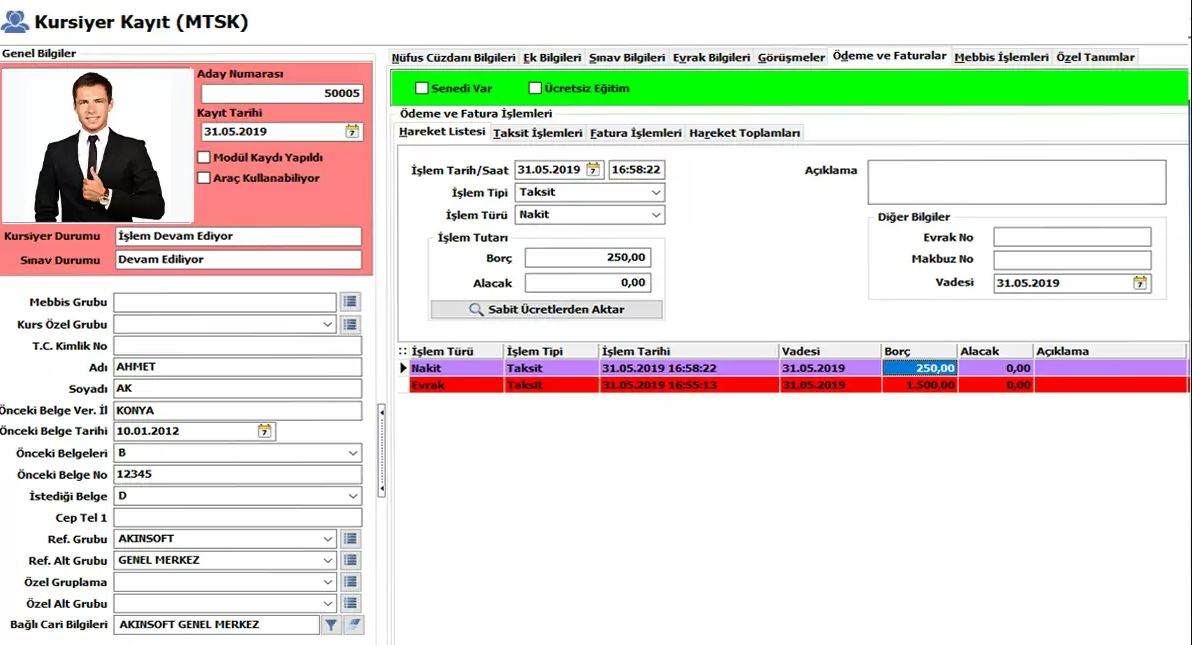 Kursiyer Kayıt (MTSK)
Genel Bilgiler
Aday Numarası
50005
Kayıt Tarihi
31.05.2019
Modül Kaydı Yapıldı
Araç Kullanabiliyor
Kursiyer Durumu İşlem Devam Ediyor
Sınav Durumu Devam Ediliyor
Mebbis Grubu
Kurs Özel Grubu
T.C. Kimlik No
Adı AHMET
Soyadı AK
Önceki Belge Ver. İl KONYA
Önceki Belge Tarihi 10.01.2012
Önceki Belgeleri B
Önceki Belge No 12345
İstediği Belge D
Cep Tel 1
Ref. Grubu AKINSOFT
Ref. Alt Grubu GENEL MERKEZ
Özel Gruplama
Özel Alt Grubu
Bağlı Cari Bilgileri AKINSOFT GENEL MERKEZ
Nüfus Cüzdanı Bilgileri Ek Bilgileri Sınav Bilgileri Evrak Bilgileri Görüşmeler Ödeme ve Faturalar Mebbis İşlemleri Özel Tanımlar
Senedi Var Ücretsiz Eğitim
Ödeme ve Fatura İşlemleri
Hareket Listesi Taksit İşlemleri Fatura İşlemleri Hareket Toplamları
İşlem Tarih/Saat 31.05.2019 16:58:22
İşlem Tipi Taksit
İşlem Türü Nakit
İşlem Tutarı
Borç 250,00
Alacak 0,00
Sabit Ücretlerden Aktar
Açıklama
Diğer Bilgiler
Evrak No
Makbuz No
Vadesi 31.05.2019
İşlem Türü İşlem Tipi İşlem Tarihi Vadesi Borç Alacak Açıklama
Nakit Taksit 31.05.2019 16:58:22 31.05.2019 250,00 0,00
Evrak Taksit 31.05.2019 16:55:13 31.05.2019 1.500,00 0,00